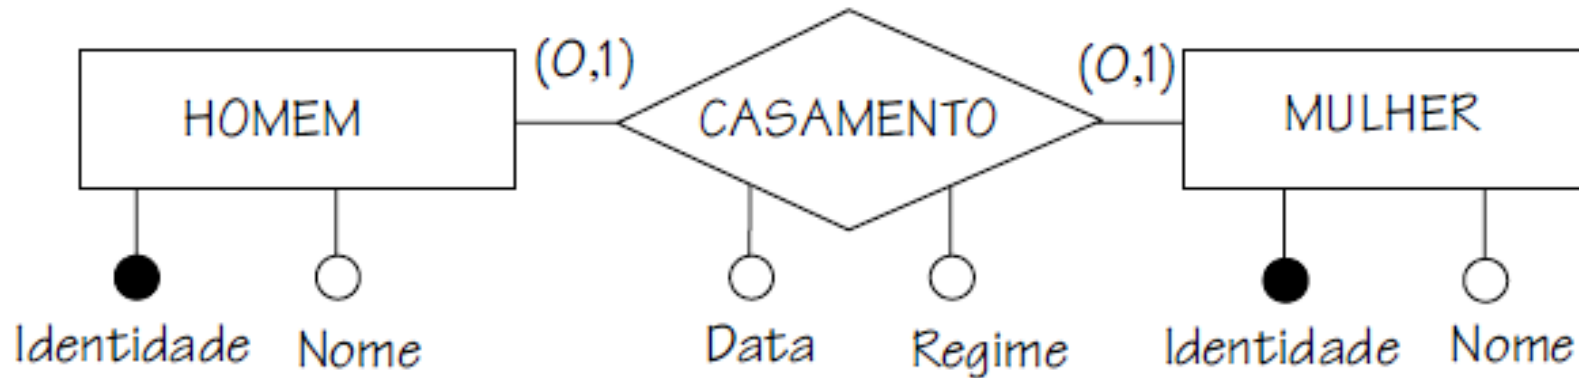 (0,1) (0,1)
HOMEM CASAMENTO MULHER
Identidade Nome Data Regime Identidade Nome